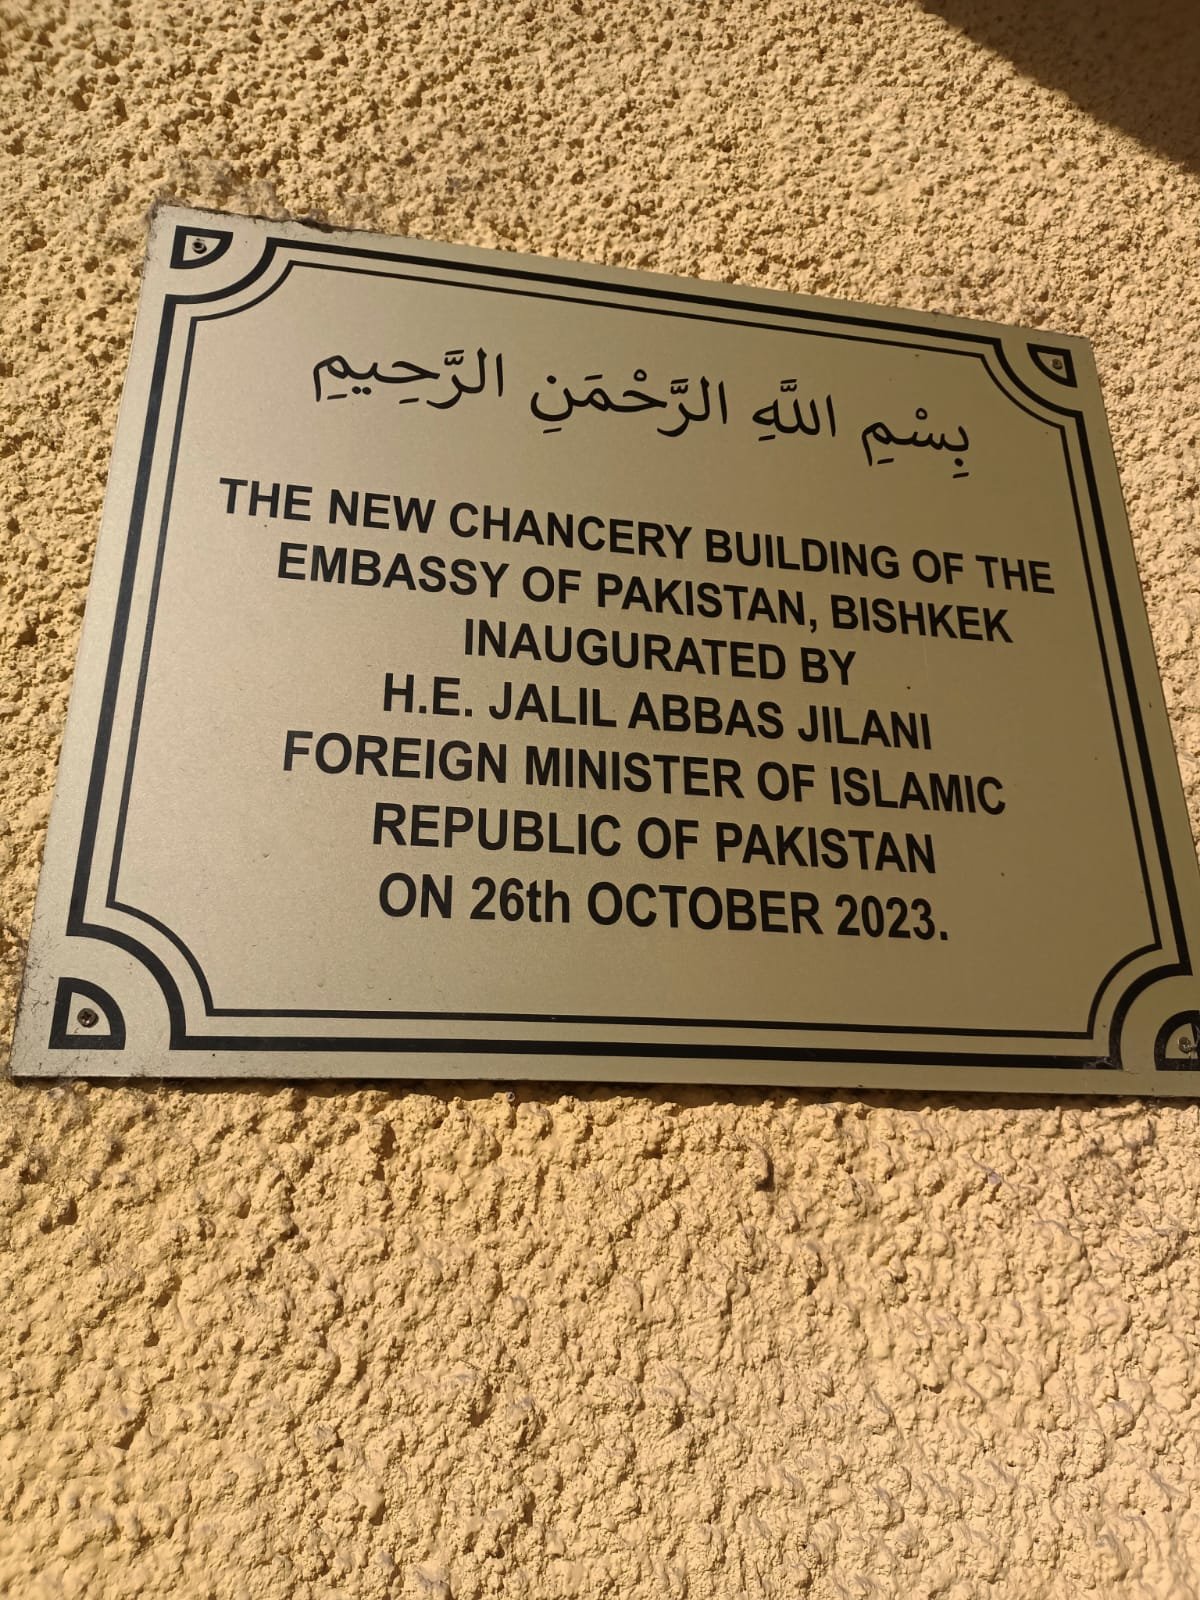 بِسْمِ اللَّهِ الرَّحْمَنِ الرَّحِيمِ
THE NEW CHANCERY BUILDING OF THE
EMBASSY OF PAKISTAN, BISHKEK
INAUGURATED BY
H.E. JALIL ABBAS JILANI
FOREIGN MINISTER OF ISLAMIC
REPUBLIC OF PAKISTAN
ON 26th OCTOBER 2023.